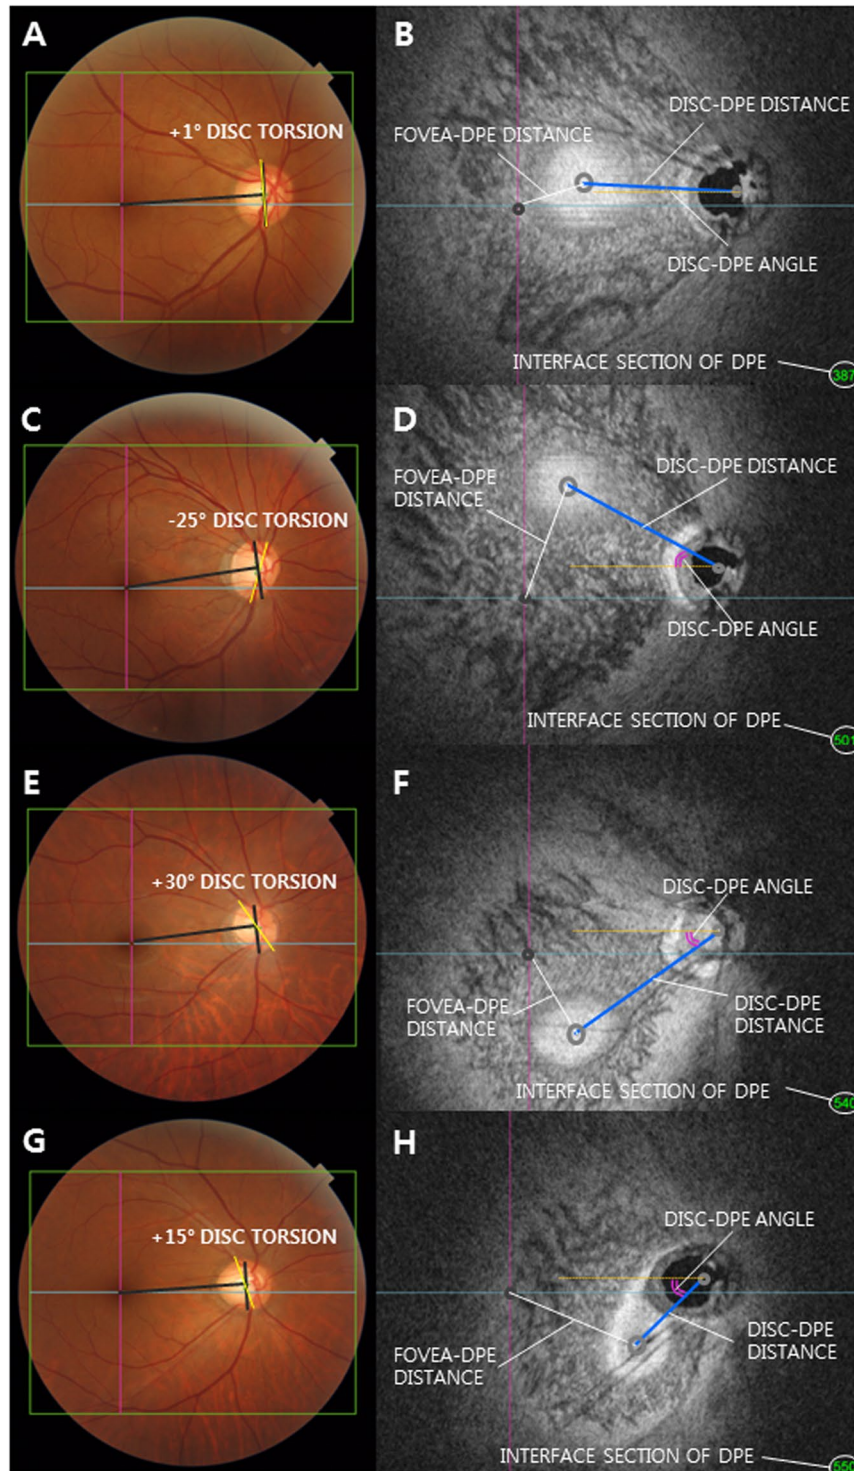 A
+1° DISC TORSION
B
DISC-DPE DISTANCE
FOVEA-DPE DISTANCE
DISC-DPE ANGLE
INTERFACE SECTION OF DPE
387
C
-25° DISC TORSION
D
FOVEA-DPE
DISTANCE
DISC-DPE DISTANCE
DISC-DPE ANGLE
INTERFACE SECTION OF DPE
501
E
+30° DISC TORSION
F
DISC-DPE ANGLE
FOVEA-DPE
DISTANCE
DISC-DPE
DISTANCE
INTERFACE SECTION OF DPE
540
G
+15° DISC TORSION
H
DISC-DPE ANGLE
DISC-DPE
DISTANCE
FOVEA-DPE
DISTANCE
INTERFACE SECTION OF DPE
550